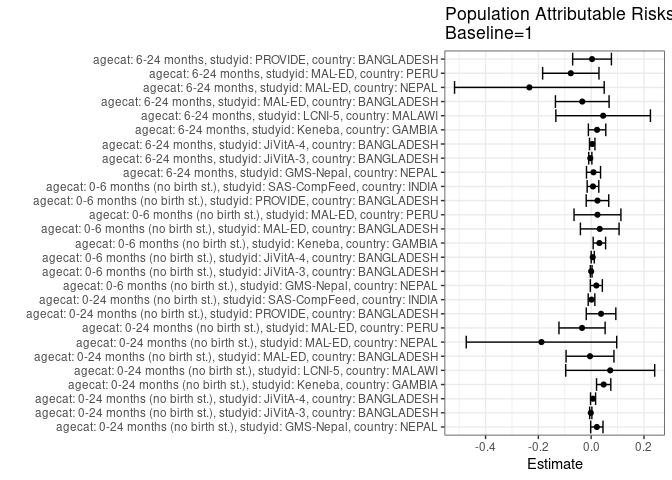 Population Attributable Risks
Baseline=1
agecat: 6-24 months, studyid: PROVIDE, country: BANGLADESH
agecat: 6-24 months, studyid: MAL-ED, country: PERU
agecat: 6-24 months, studyid: MAL-ED, country: NEPAL
agecat: 6-24 months, studyid: MAL-ED, country: BANGLADESH
agecat: 6-24 months, studyid: LCNI-5, country: MALAWI
agecat: 6-24 months, studyid: Keneba, country: GAMBIA
agecat: 6-24 months, studyid: JiVitA-4, country: BANGLADESH
agecat: 6-24 months, studyid: JiVitA-3, country: BANGLADESH
agecat: 6-24 months, studyid: GMS-Nepal, country: NEPAL
agecat: 0-6 months (no birth st.), studyid: SAS-CompFeed, country: INDIA
agecat: 0-6 months (no birth st.), studyid: PROVIDE, country: BANGLADESH
agecat: 0-6 months (no birth st.), studyid: MAL-ED, country: PERU
agecat: 0-6 months (no birth st.), studyid: MAL-ED, country: BANGLADESH
agecat: 0-6 months (no birth st.), studyid: Keneba, country: GAMBIA
agecat: 0-6 months (no birth st.), studyid: JiVitA-4, country: BANGLADESH
agecat: 0-6 months (no birth st.), studyid: JiVitA-3, country: BANGLADESH
agecat: 0-6 months (no birth st.), studyid: GMS-Nepal, country: NEPAL
agecat: 0-24 months (no birth st.), studyid: SAS-CompFeed, country: INDIA
agecat: 0-24 months (no birth st.), studyid: PROVIDE, country: BANGLADESH
agecat: 0-24 months (no birth st.), studyid: MAL-ED, country: PERU
agecat: 0-24 months (no birth st.), studyid: MAL-ED, country: NEPAL
agecat: 0-24 months (no birth st.), studyid: MAL-ED, country: BANGLADESH
agecat: 0-24 months (no birth st.), studyid: LCNI-5, country: MALAWI
agecat: 0-24 months (no birth st.), studyid: Keneba, country: GAMBIA
agecat: 0-24 months (no birth st.), studyid: JiVitA-4, country: BANGLADESH
agecat: 0-24 months (no birth st.), studyid: JiVitA-3, country: BANGLADESH
agecat: 0-24 months (no birth st.), studyid: GMS-Nepal, country: NEPAL
-0.4 -0.2 0.0 0.2
Estimate